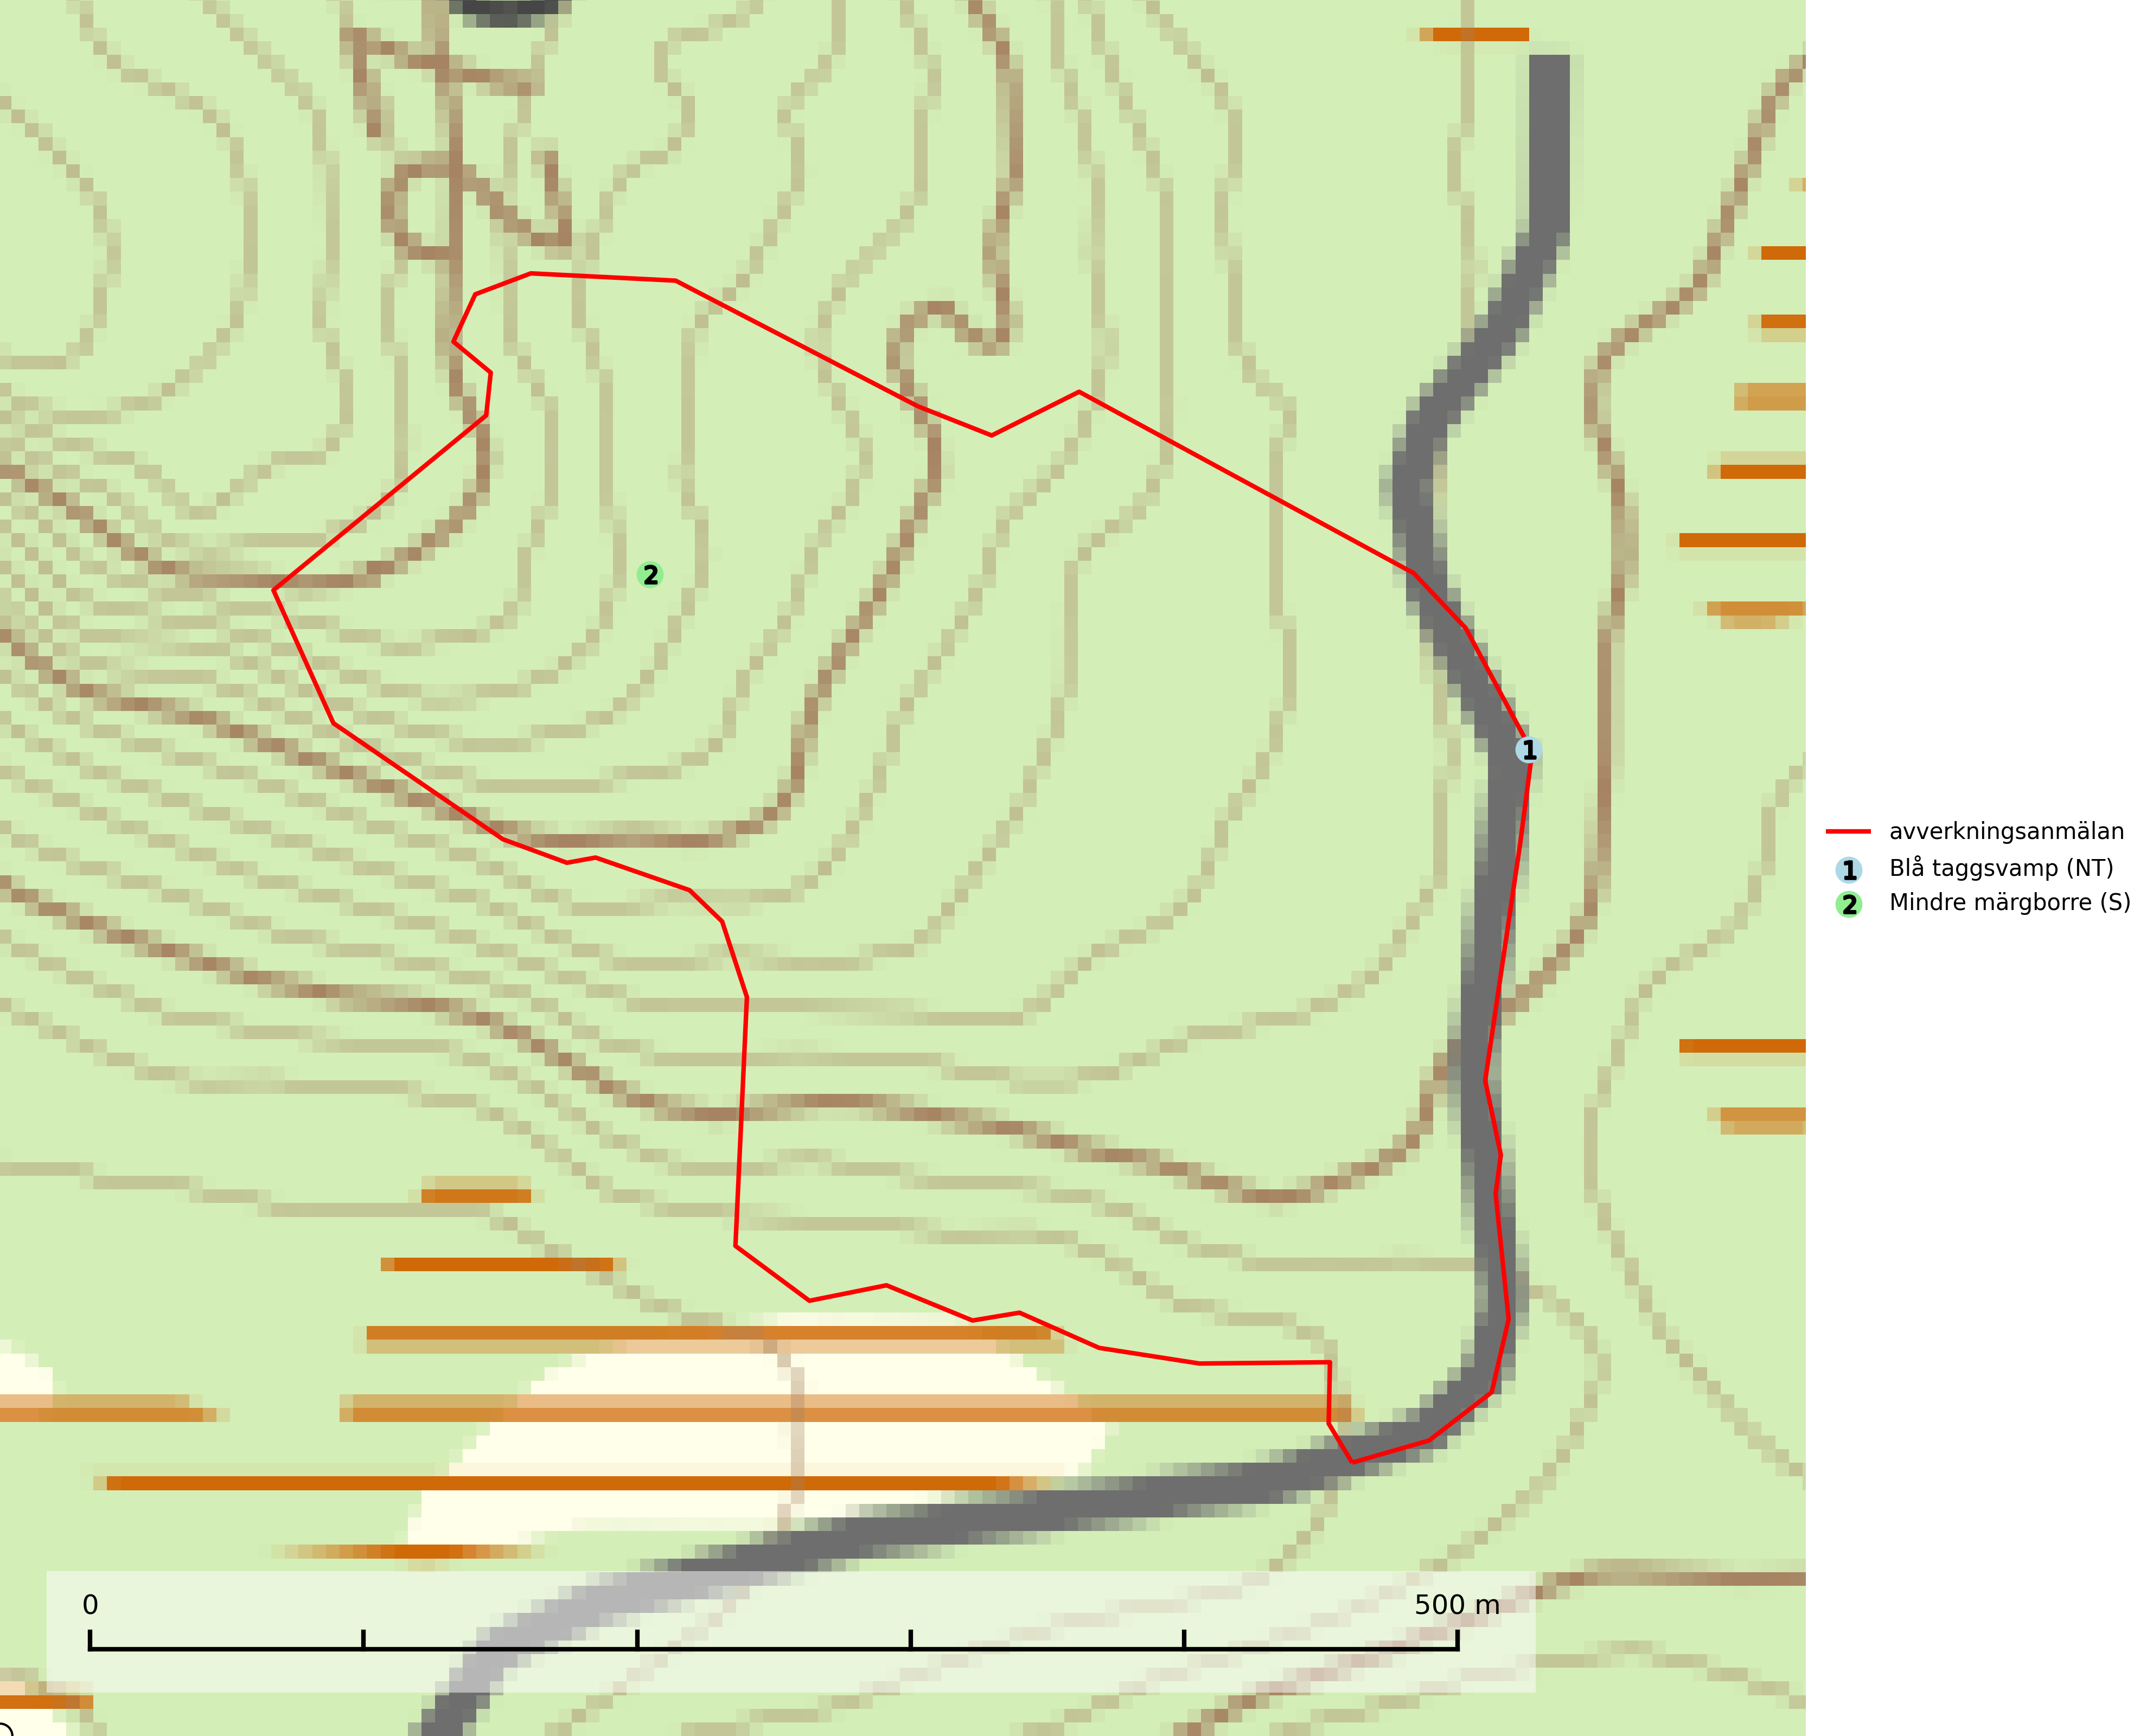 2
1
avverkningsanmälan
1 Blå taggsvamp (NT)
2 Mindre märgborre (S)
0 500 m